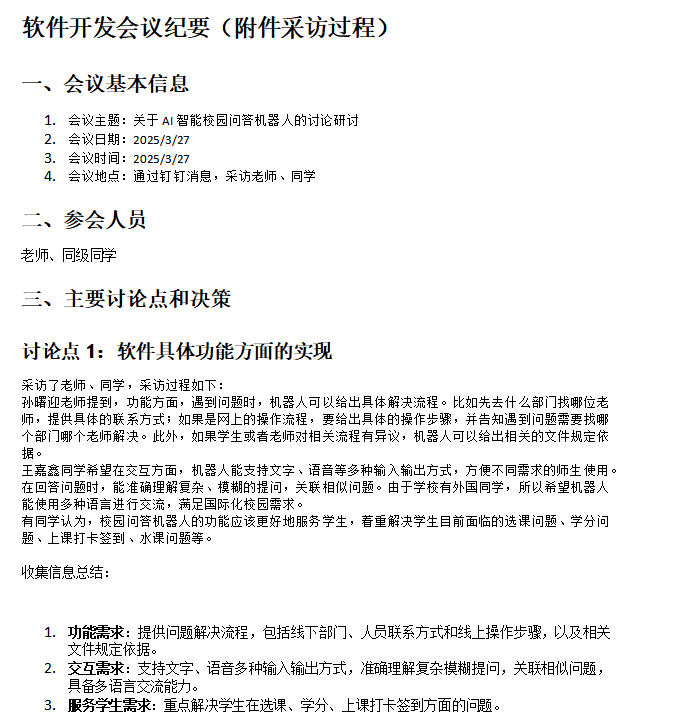 软件开发会议纪要（附件采访过程）
一、会议基本信息
1. 会议主题：关于 AI 智能校园问答机器人的讨论研讨
2. 会议日期：2025/3/27
3. 会议时间：2025/3/27
4. 会议地点：通过钉钉消息，采访老师、同学
二、参会人员
老师、同级同学
三、主要讨论点和决策
讨论点 1：软件具体功能方面的实现
采访了老师、同学，采访过程如下：
孙曙迎老师提到，功能方面，遇到问题时，机器人可以给出具体解决流程。比如先去什么部门找哪位老
师，提供具体的联系方式；如果是网上的操作流程，要给出具体的操作步骤，并告知遇到问题需要找哪
个部门哪个老师解决。此外，如果学生或者老师对相关流程有异议，机器人可以给出相关的文件规定依
据。
王嘉鑫同学希望在交互方面，机器人能支持文字、语音等多种输入输出方式，方便不同需求的师生使用。
在回答问题时，能准确理解复杂、模糊的提问，关联相似问题。由于学校有外国同学，所以希望机器人
能使用多种语言进行交流，满足国际化校园需求。
有同学认为，校园问答机器人的功能应该更好地服务学生，着重解决学生目前面临的选课问题、学分问
题、上课打卡签到、水课问题等。
收集信息总结：
1. 功能需求：提供问题解决流程，包括线下部门、人员联系方式和线上操作步骤，以及相关
文件规定依据。
2. 交互需求：支持文字、语音多种输入输出方式，准确理解复杂模糊提问，关联相似问题，
具备多语言交流能力。
3. 服务学生需求：重点解决学生在选课、学分、上课打卡签到方面的问题。